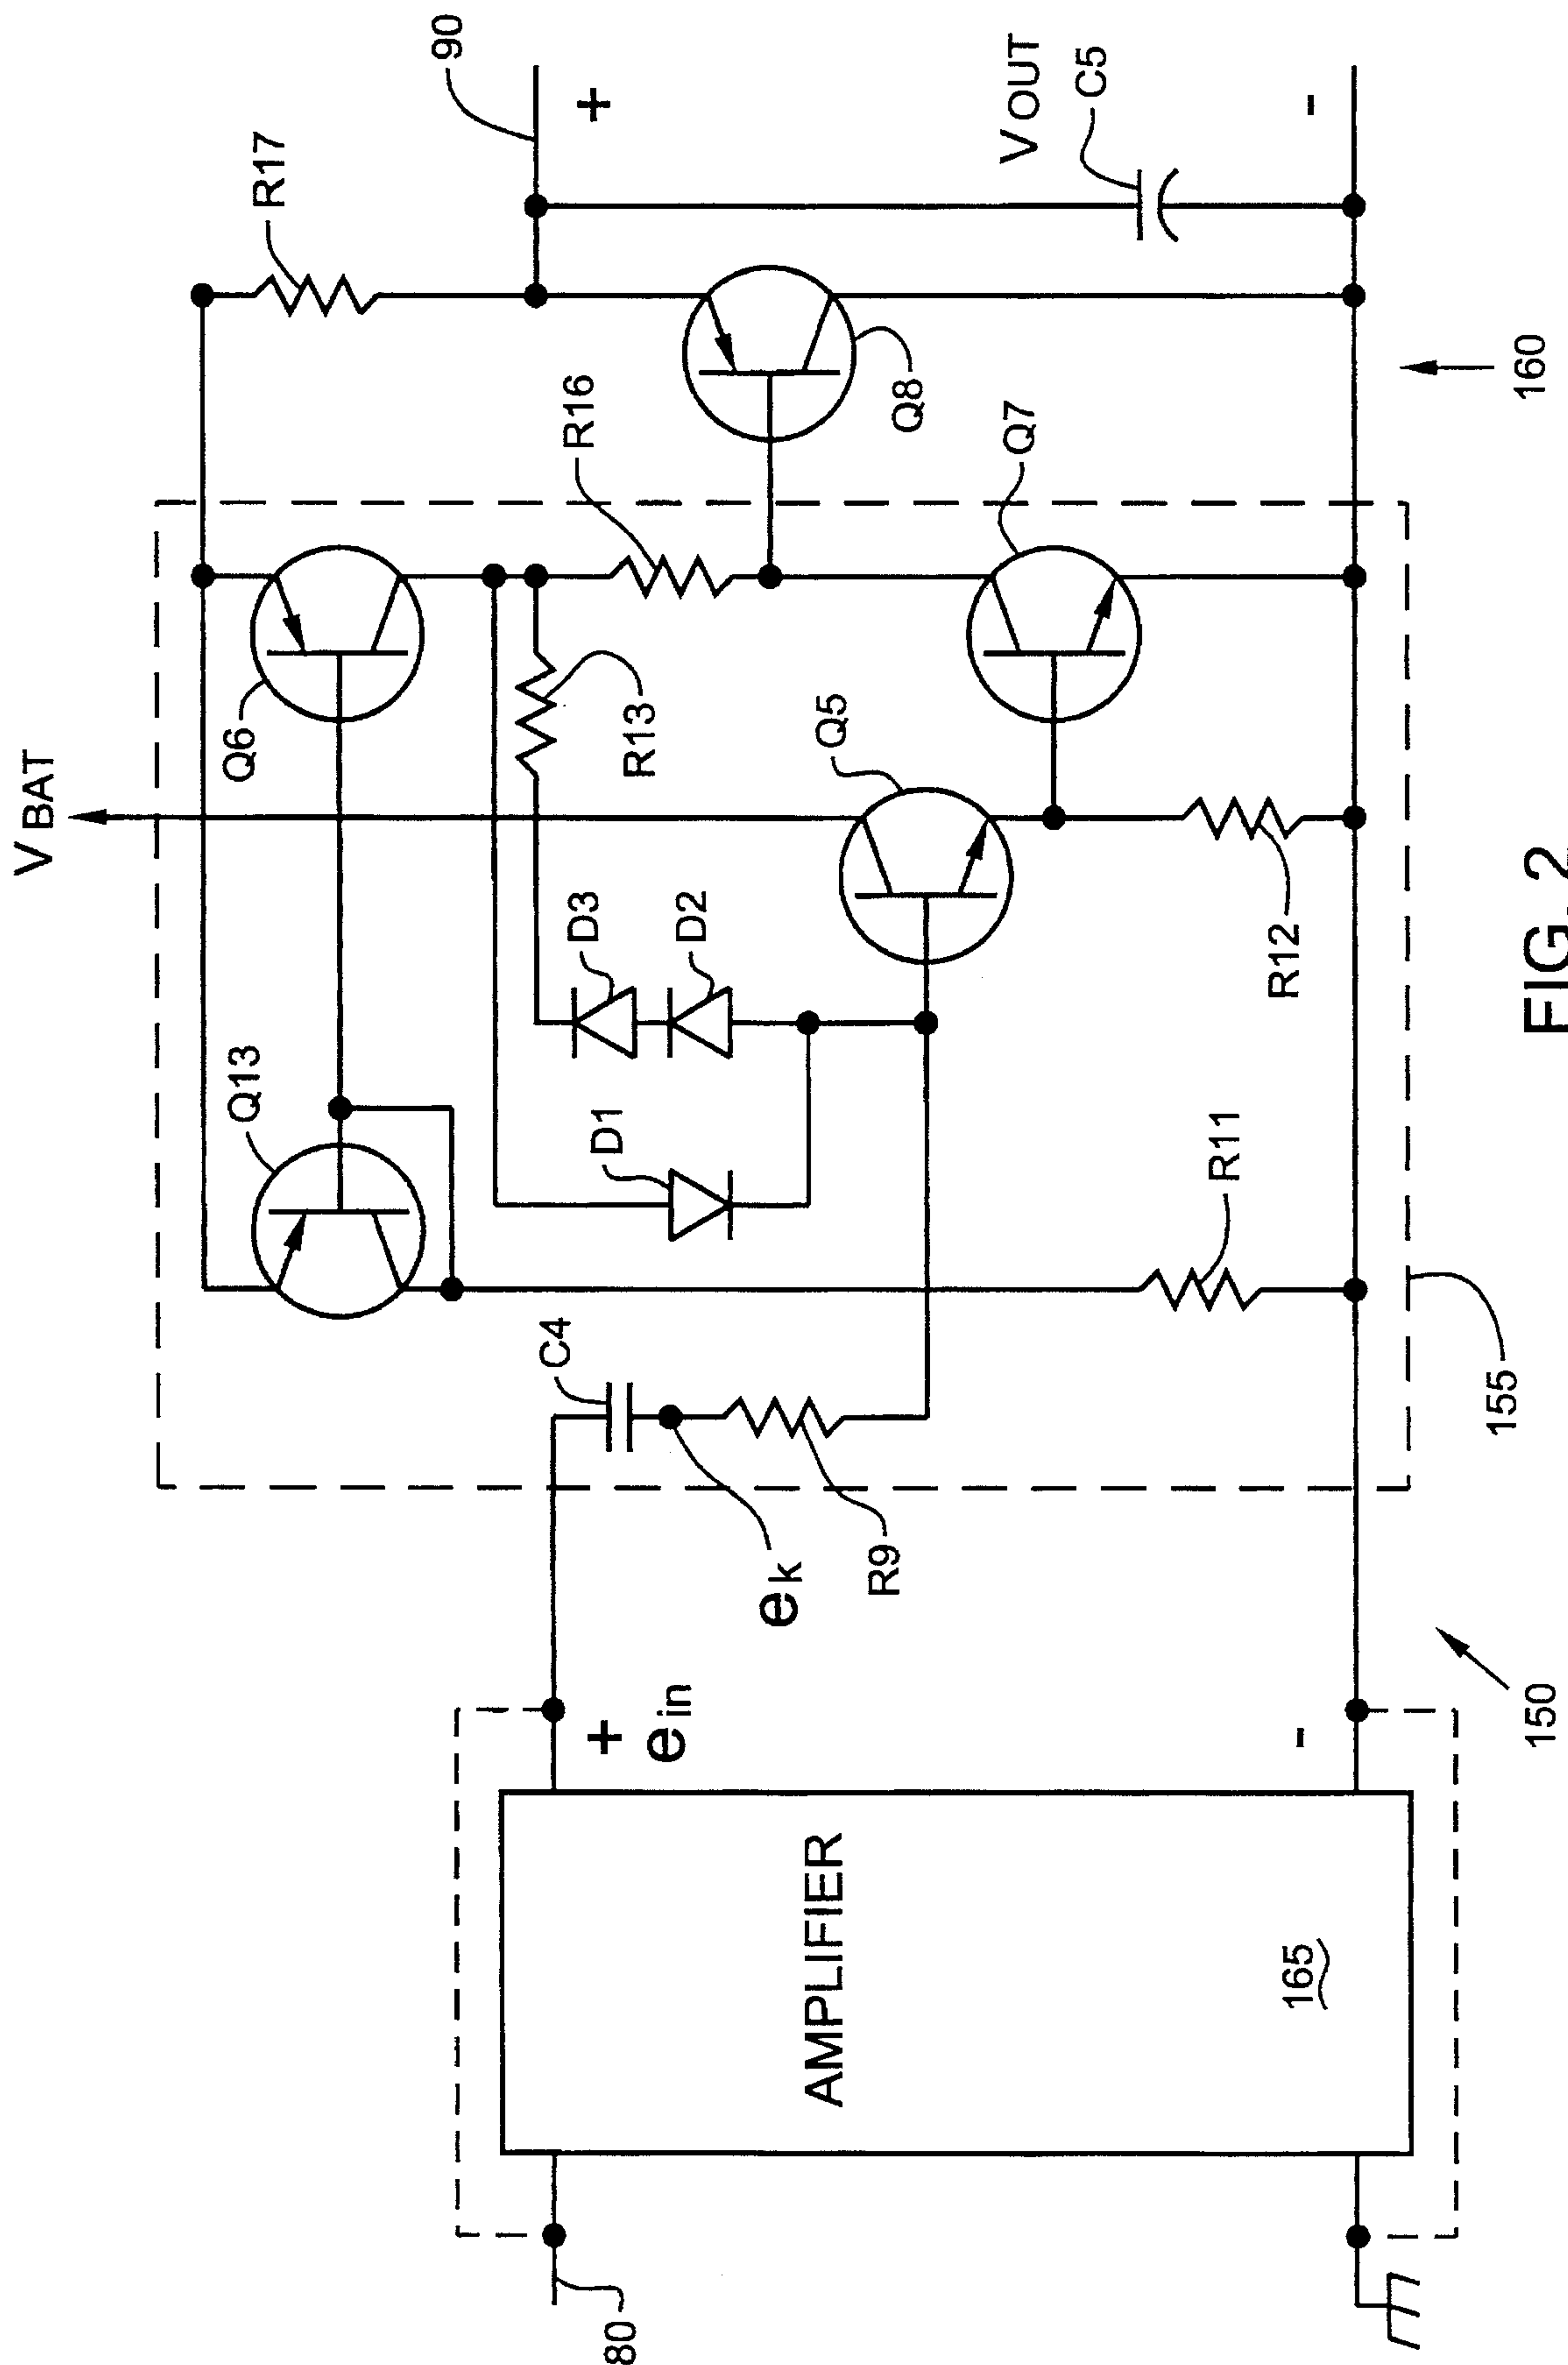 VBAT
Q13
Q6
R17
90
+
C4
D1
D3
D2
R13
R16
ek
R9
Q5
Q8
Q7
VOUT
C5
-
R11
R12
+
ein
-
AMPLIFIER
165
80
150
155
160
FIG. 2